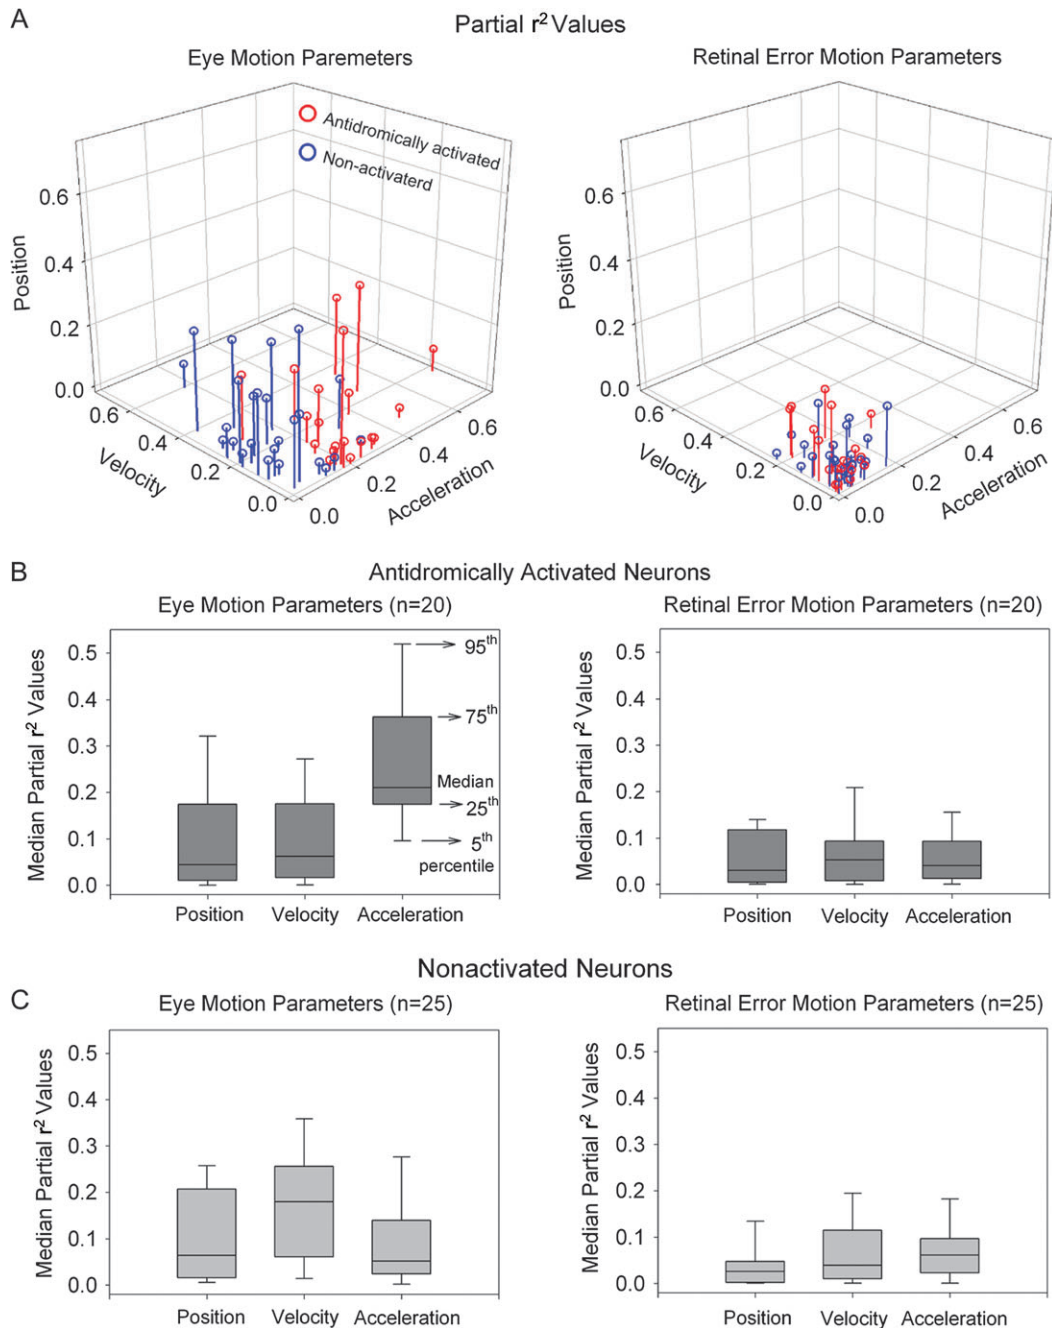 A
Partial r² Values
Eye Motion Paremeters
Retinal Error Motion Parameters
Antidromically activated
Non-activaterd
Position
0.6
0.4
0.2
0.0
0.6
0.4
0.2
0.0
Velocity
0.0
0.2
0.4
0.6
Acceleration
Position
0.6
0.4
0.2
0.0
0.6
0.4
0.2
0.0
Velocity
0.0
0.2
0.4
0.6
Acceleration
B
Antidromically Activated Neurons
Eye Motion Parameters (n=20)
Retinal Error Motion Parameters (n=20)
Median Partial r² Values
0.5
0.4
0.3
0.2
0.1
0.0
95th
75th
Median
25th
5th
percentile
Position Velocity Acceleration
Median Partial r² Values
0.5
0.4
0.3
0.2
0.1
0.0
Position Velocity Acceleration
Nonactivated Neurons
C
Eye Motion Parameters (n=25)
Retinal Error Motion Parameters (n=25)
Median Partial r² Values
0.5
0.4
0.3
0.2
0.1
0.0
Position Velocity Acceleration
Median Partial r² Values
0.5
0.4
0.3
0.2
0.1
0.0
Position Velocity Acceleration